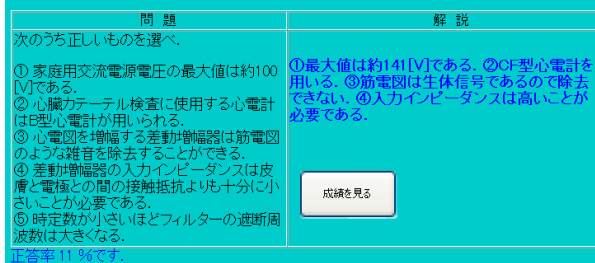 問 題
解 説
次のうち正しいものを選べ.
① 家庭用交流電源電圧の最大値は約100
[V]である.
② 心臓カテーテル検査に使用する心電計
はB型心電計が用いられる.
③ 心電図を増幅する差動増幅器は筋電図
のような雑音を除去することができる.
④ 差動増幅器の入力インピーダンスは皮
膚と電極との間の接触抵抗よりも十分に小
さいことが必要である.
⑤ 時定数が小さいほどフィルターの遮断周
波数は大きくなる.
①最大値は約141[V]である. ②CF型心電計を
用いる. ③筋電図は生体信号であるので除去
できない. ④入力インピーダンスは高いことが
必要である.
成績を見る
正答率 11 %です.